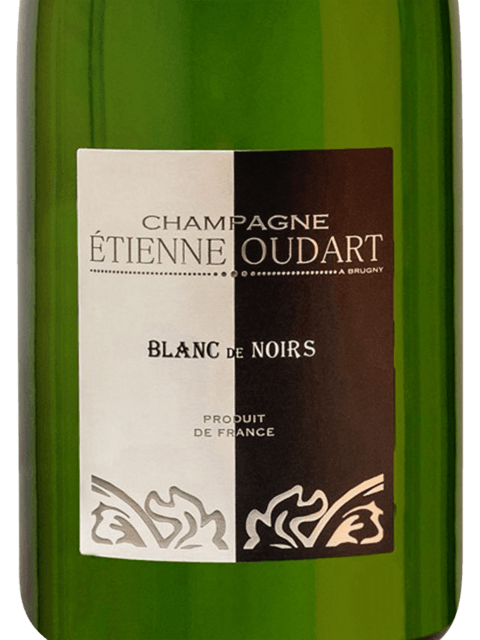 CHAMPAGNE
ÉTIENNE OUDART
A BRUGNY
BLANC DE NOIRS
PRODUIT
DE FRANCE